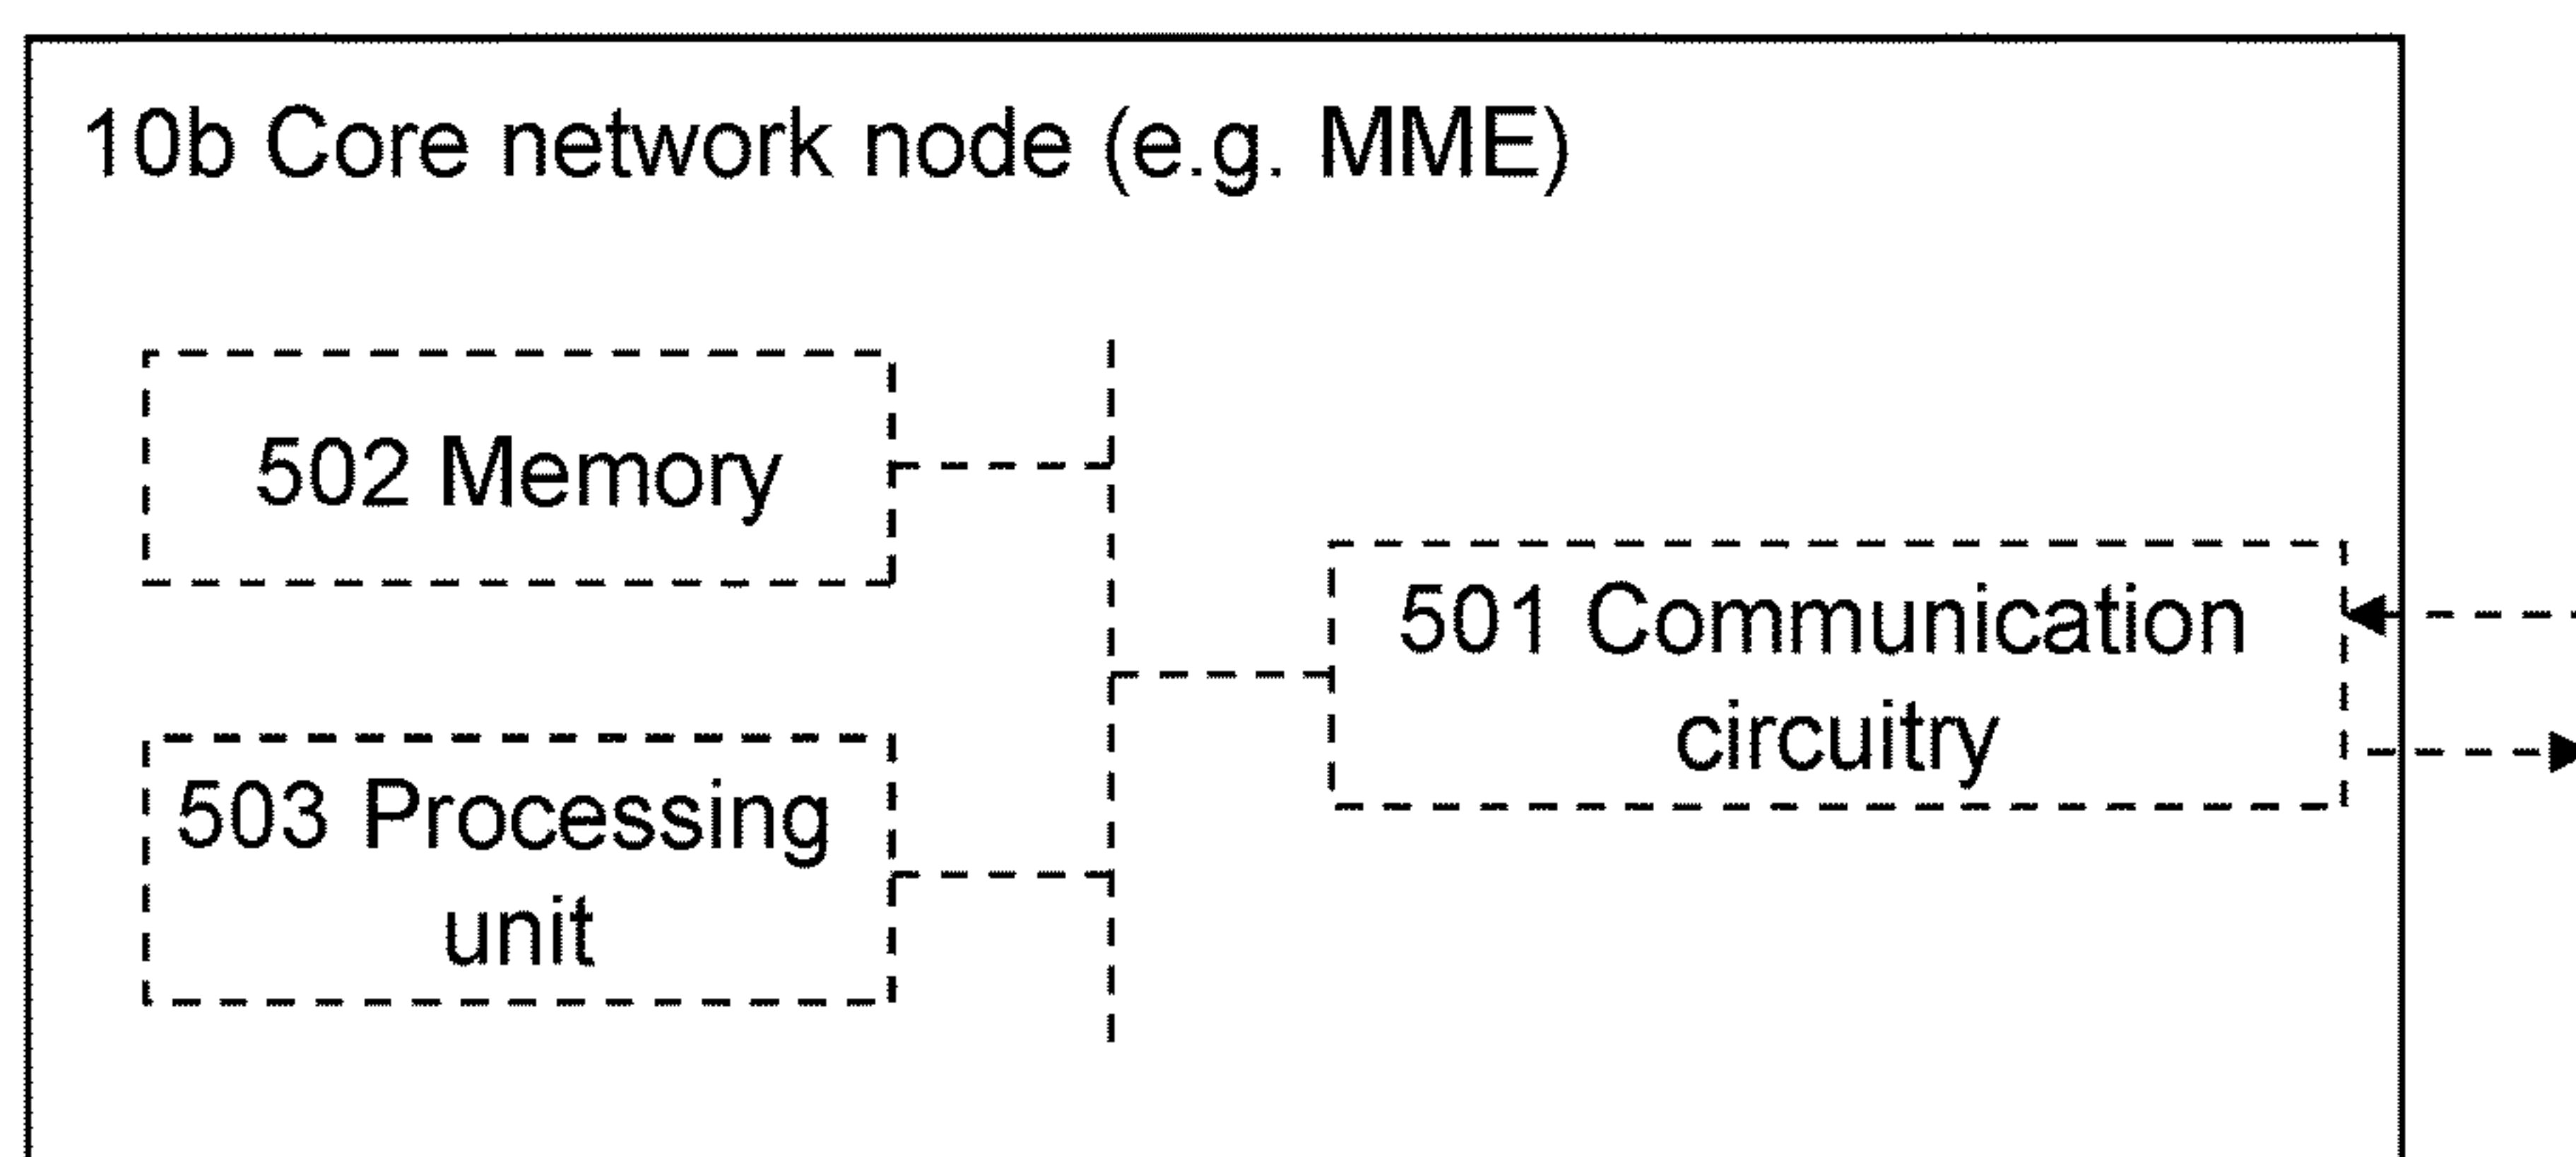 10b Core network node (e.g. MME)
502 Memory
501 Communication
circuitry
503 Processing
unit